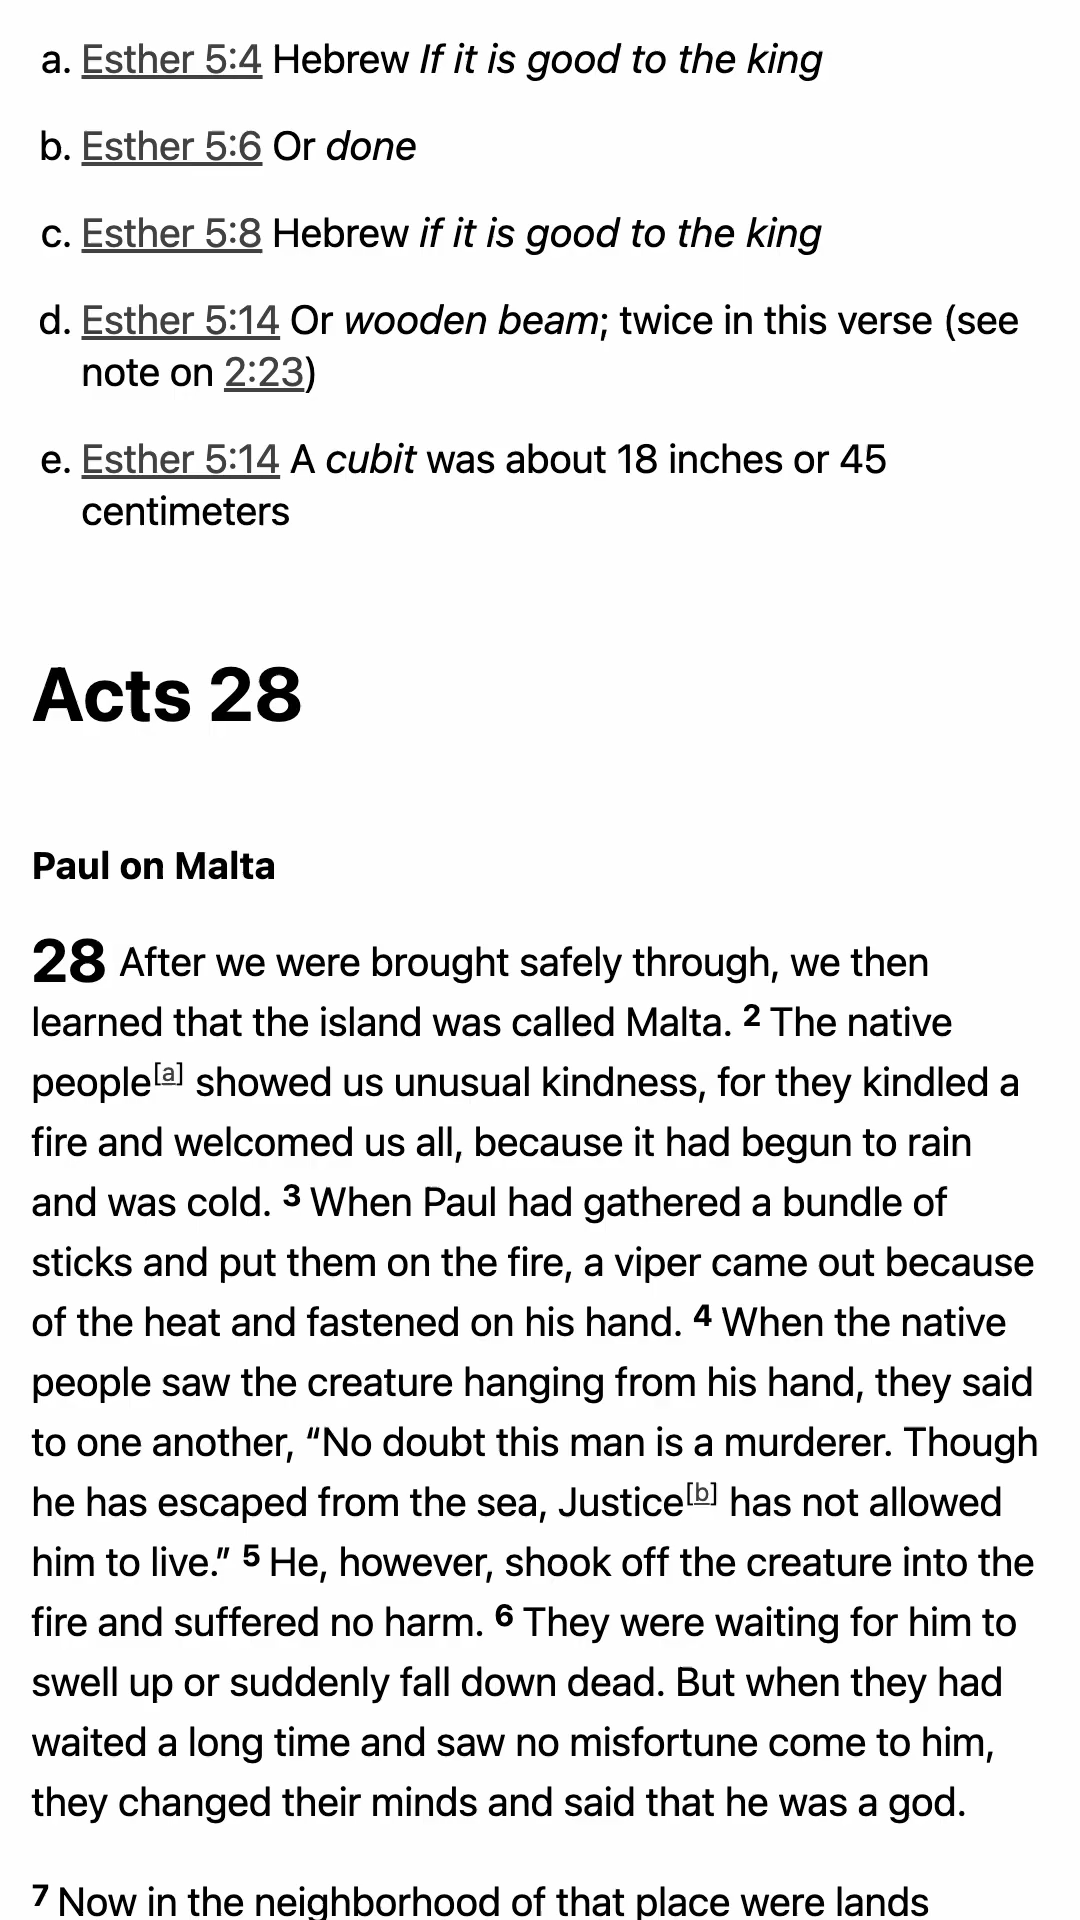 a. Esther 5:4 Hebrew If it is good to the king
b. Esther 5:6 Or done
c. Esther 5:8 Hebrew if it is good to the king
d. Esther 5:14 Or wooden beam; twice in this verse (see
note on 2:23)
e. Esther 5:14 A cubit was about 18 inches or 45
centimeters
Acts 28
Paul on Malta
28 After we were brought safely through, we then
learned that the island was called Malta. 2 The native
people[a] showed us unusual kindness, for they kindled a
fire and welcomed us all, because it had begun to rain
and was cold. 3 When Paul had gathered a bundle of
sticks and put them on the fire, a viper came out because
of the heat and fastened on his hand. 4 When the native
people saw the creature hanging from his hand, they said
to one another, “No doubt this man is a murderer. Though
he has escaped from the sea, Justice[b] has not allowed
him to live.” 5 He, however, shook off the creature into the
fire and suffered no harm. 6 They were waiting for him to
swell up or suddenly fall down dead. But when they had
waited a long time and saw no misfortune come to him,
they changed their minds and said that he was a god.
7 Now in the neighborhood of that place were lands